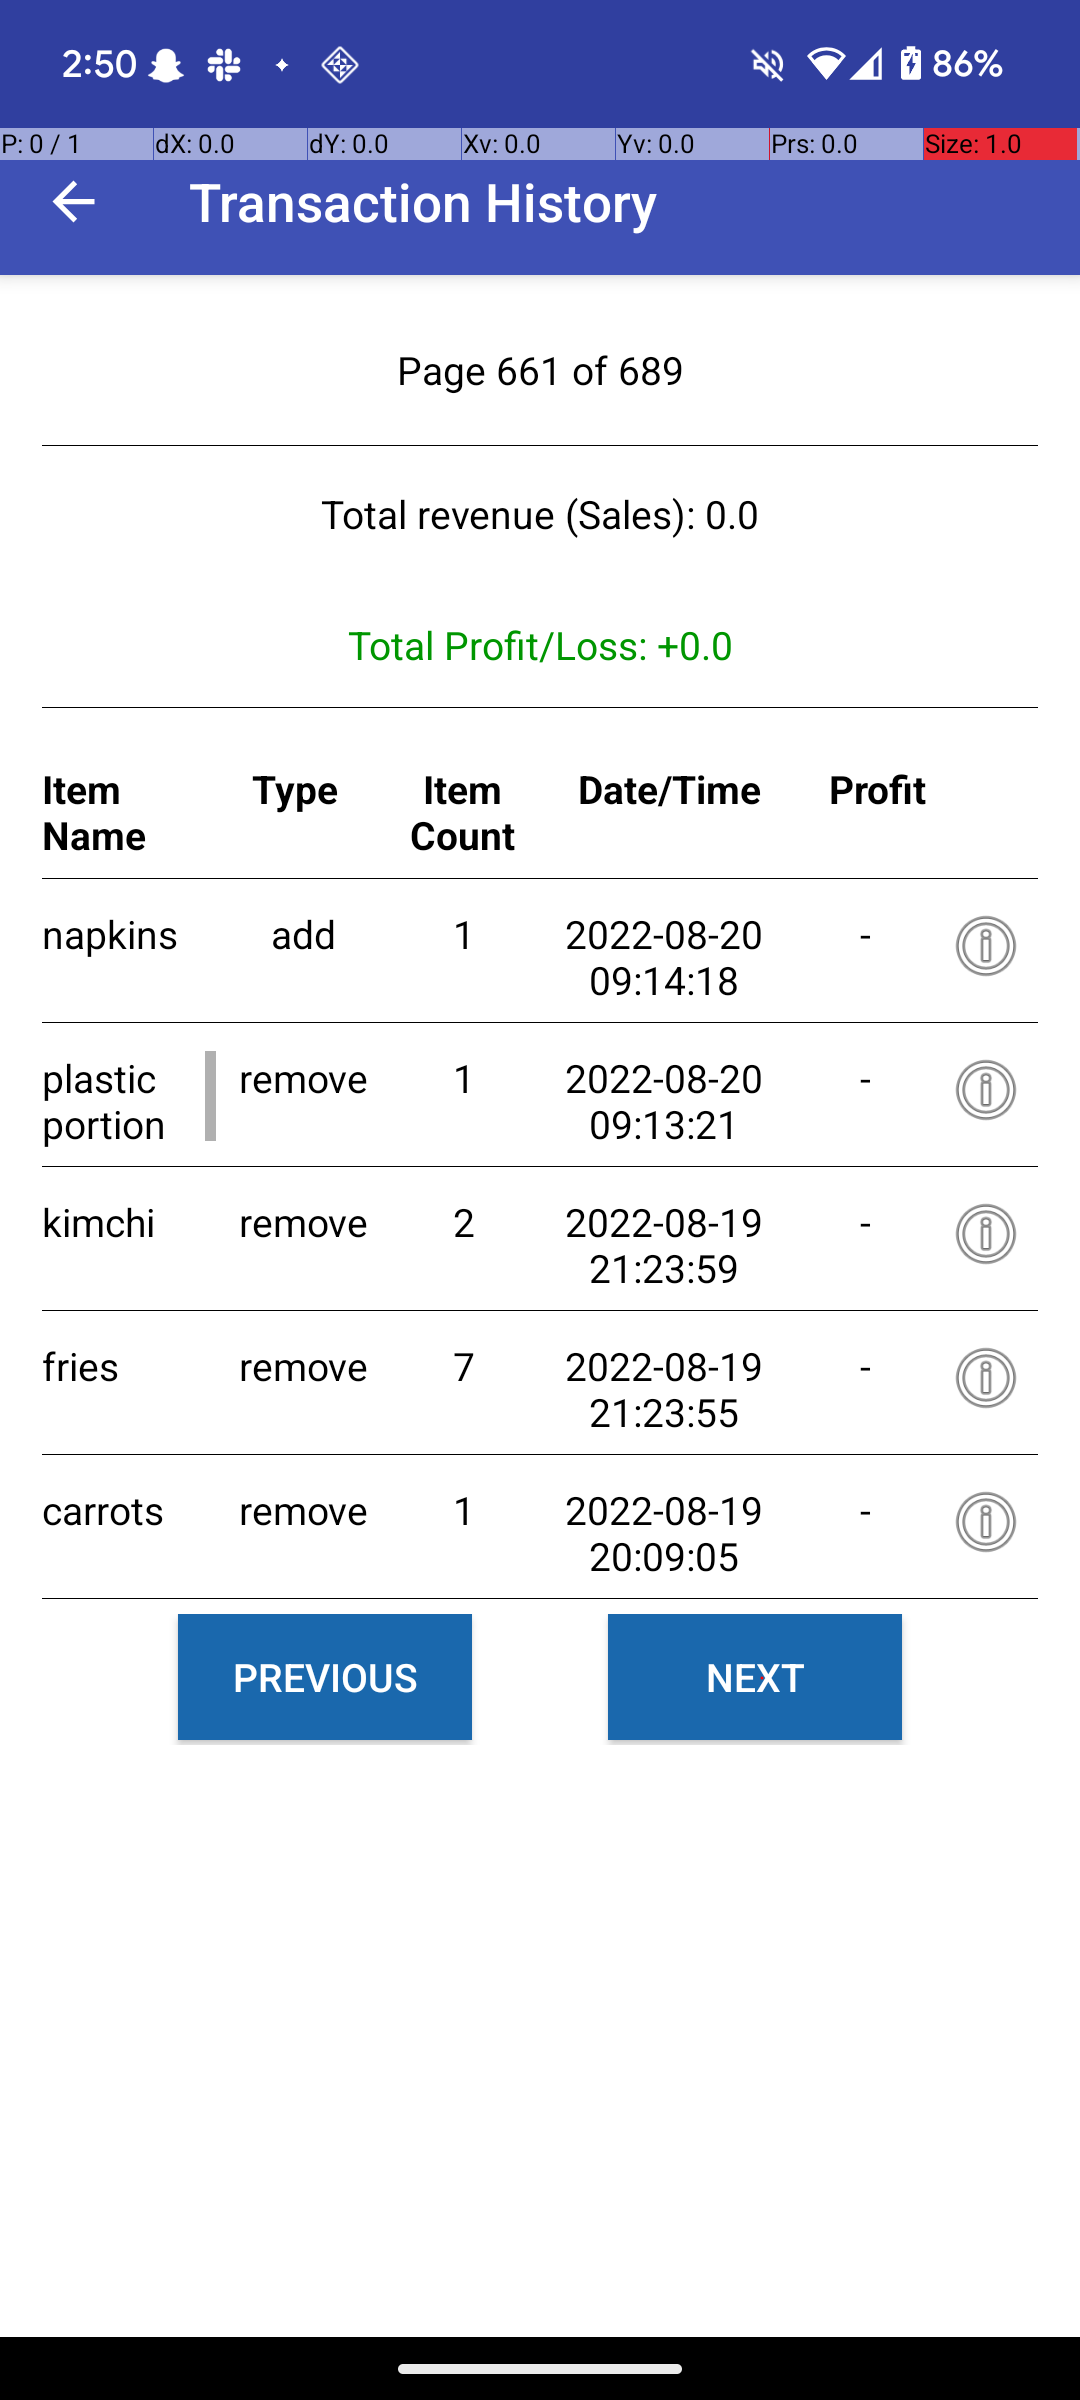 2:50 86%
P: 0 / 1 dX: 0.0 dY: 0.0 Xv: 0.0 Yv: 0.0 Prs: 0.0 Size: 1.0
Transaction History
Page 661 of 689
Total revenue (Sales): 0.0
Total Profit/Loss: +0.0
Item Name Type Item Count Date/Time Profit
napkins add 1 2022-08-20 09:14:18 -
plastic portion remove 1 2022-08-20 09:13:21 -
kimchi remove 2 2022-08-19 21:23:59 -
fries remove 7 2022-08-19 21:23:55 -
carrots remove 1 2022-08-19 20:09:05 -
PREVIOUS NEXT